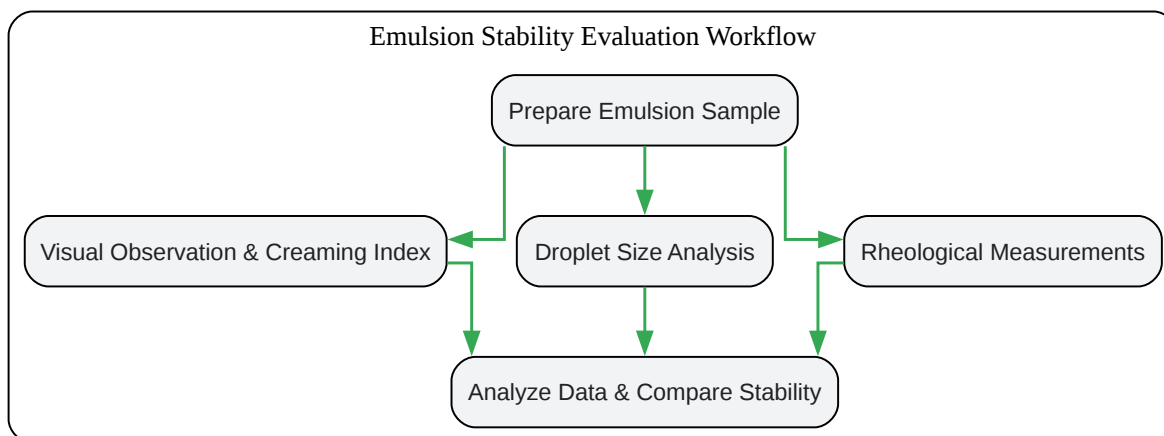 Emulsion Stability Evaluation Workflow
Prepare Emulsion Sample
Visual Observation & Creaming Index
Droplet Size Analysis
Rheological Measurements
Analyze Data & Compare Stability